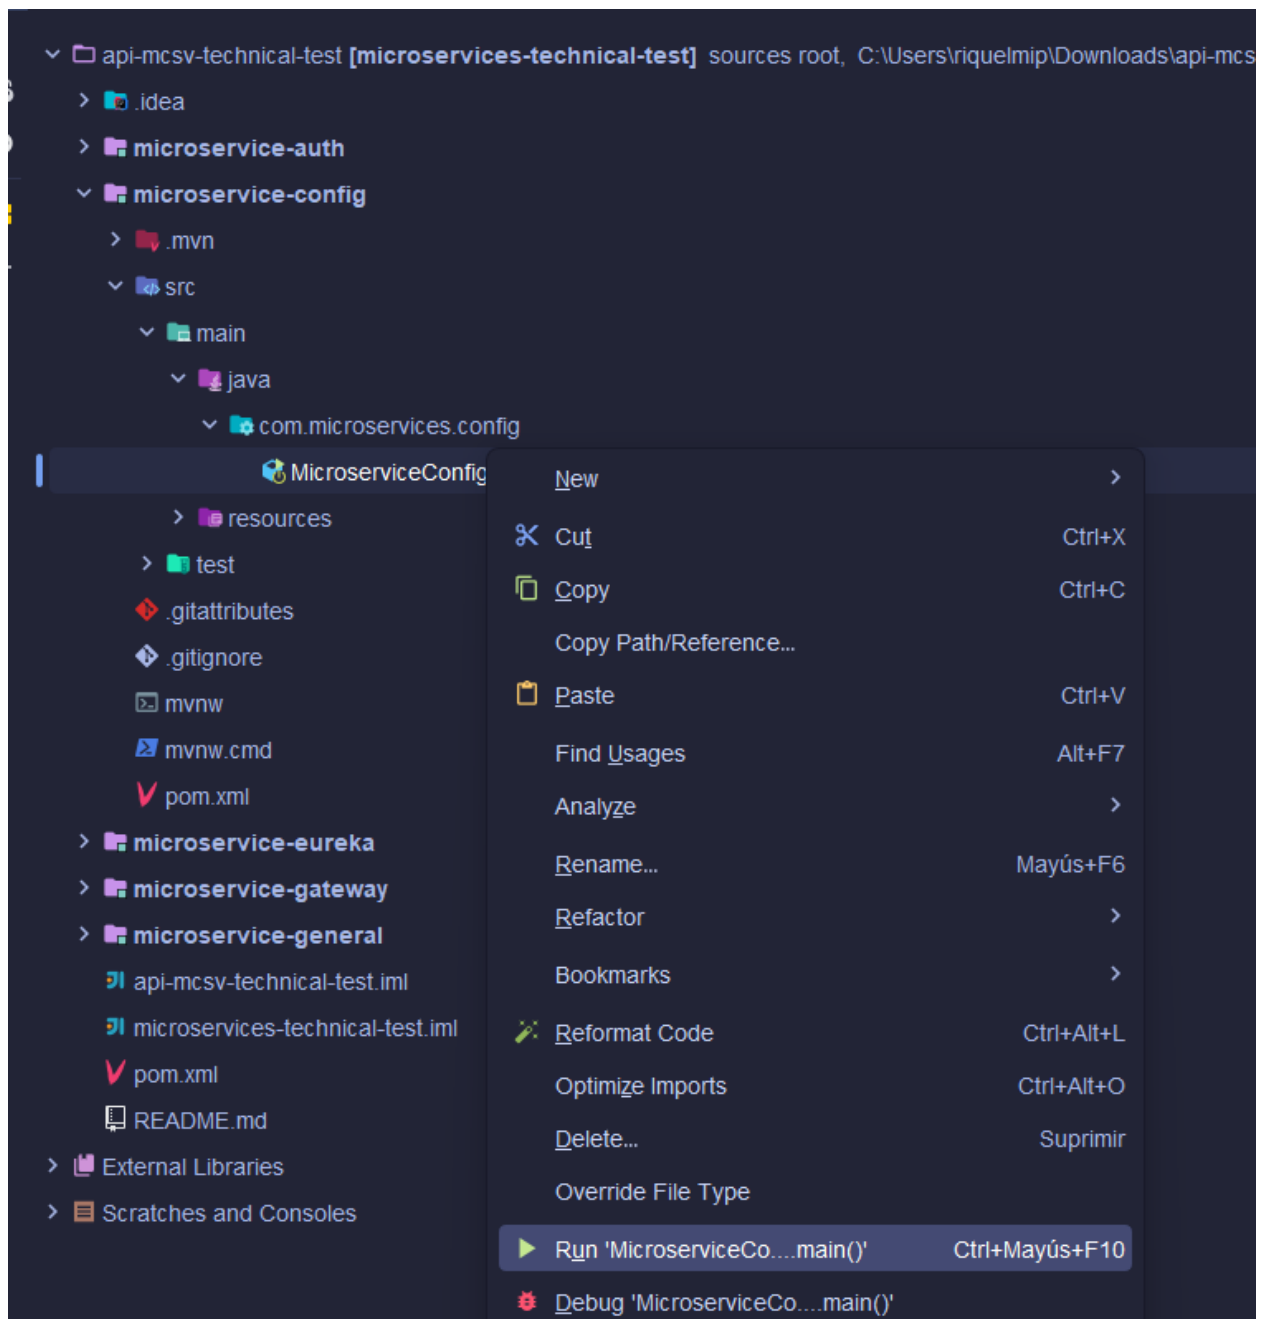 api-mcsv-technical-test [microservices-technical-test] sources root, C:\Users\riquelmip\Downloads\api-mcs
.idea
microservice-auth
microservice-config
.mvn
src
main
java
com.microservices.config
MicroserviceConfig
resources
test
.gitattributes
.gitignore
mvnw
mvnw.cmd
pom.xml
microservice-eureka
microservice-gateway
microservice-general
api-mcsv-technical-test.iml
microservices-technical-test.iml
pom.xml
README.md
External Libraries
Scratches and Consoles
New
Cut Ctrl+X
Copy Ctrl+C
Copy Path/Reference...
Paste Ctrl+V
Find Usages Alt+F7
Analyze
Rename... Mayús+F6
Refactor
Bookmarks
Reformat Code Ctrl+Alt+L
Optimize Imports Ctrl+Alt+O
Delete... Suprimir
Override File Type
Run 'MicroserviceCo....main()' Ctrl+Mayús+F10
Debug 'MicroserviceCo....main()'